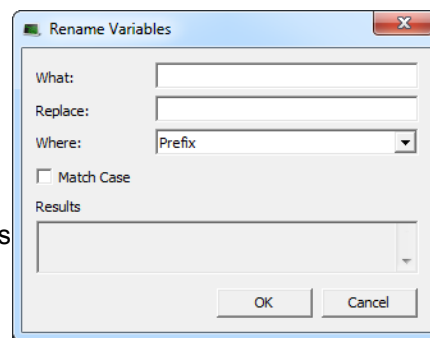 Rename Variables
What:
Replace:
Where: Prefix
Match Case
Results
s
OK Cancel